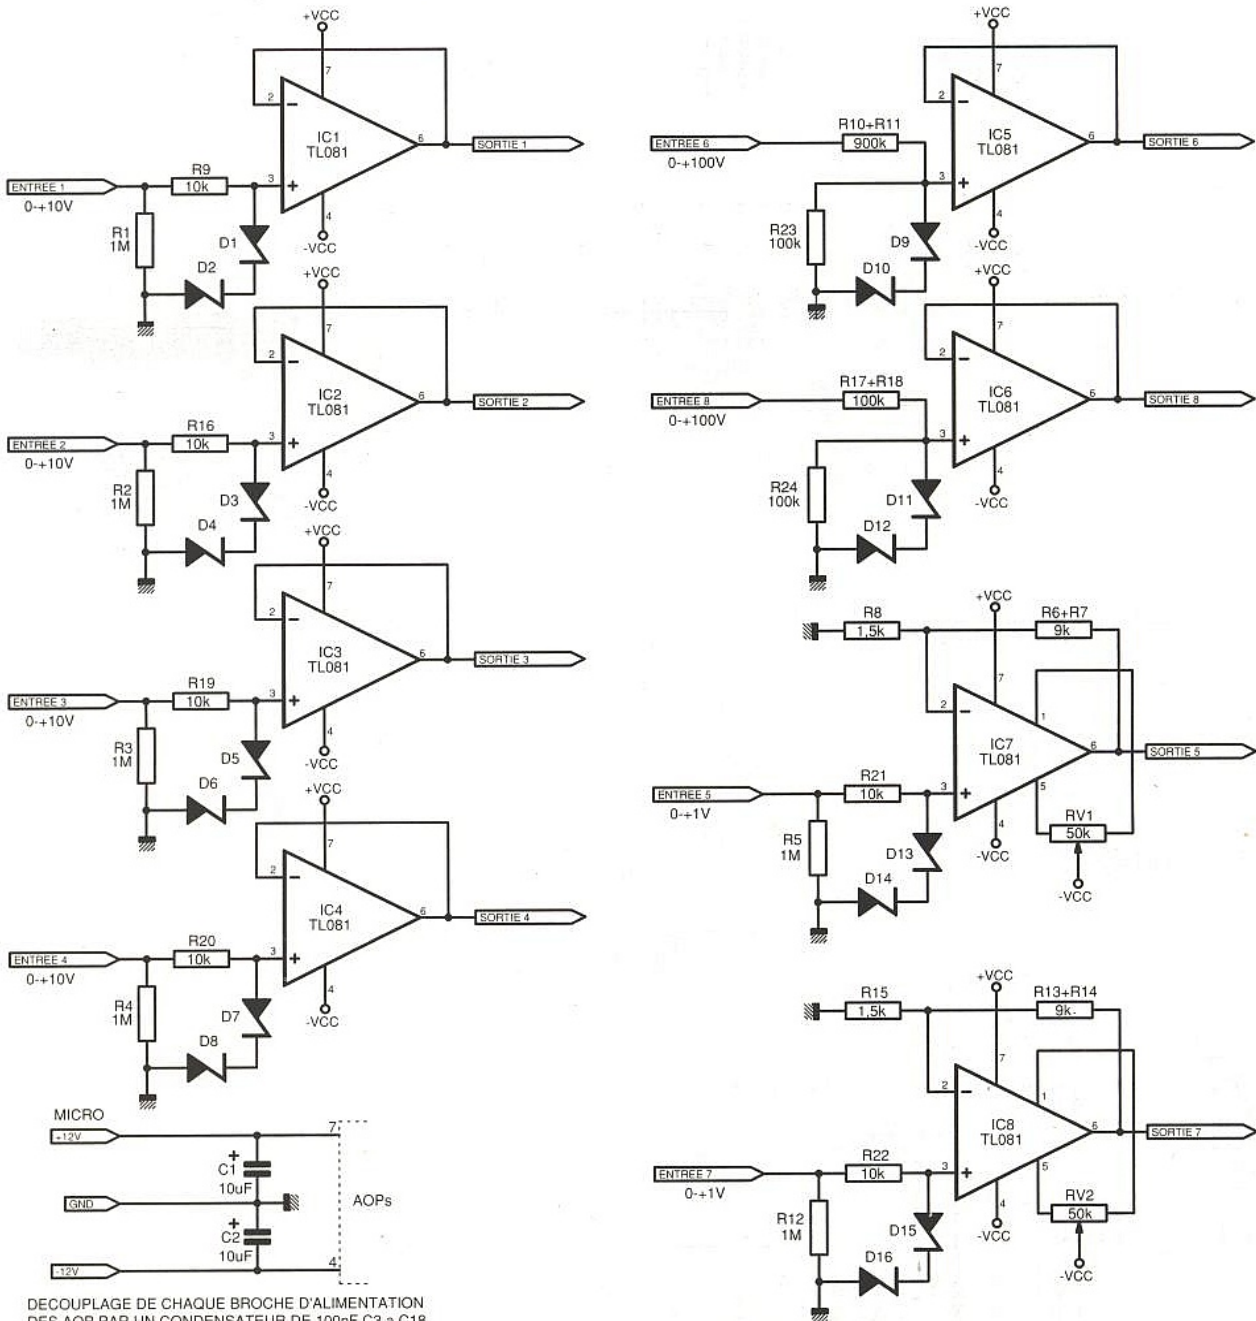 +VCC
7
2
−
IC1
TL081
6
SORTIE 1
R9
ENTREE 1
10k
3
+
0-+10V
4
R1
1M
D1
-VCC
D2
+VCC
7
2
−
IC2
TL081
6
SORTIE 2
R16
ENTREE 2
10k
3
+
0-+10V
4
R2
1M
D3
-VCC
D4
+VCC
7
2
−
IC3
TL081
6
SORTIE 3
R19
ENTREE 3
10k
3
+
0-+10V
4
R3
1M
D5
-VCC
D6
+VCC
7
2
−
IC4
TL081
6
SORTIE 4
R20
ENTREE 4
10k
3
+
0-+10V
4
R4
1M
D7
-VCC
D8
MICRO
+12V
7
+
C1
10uF
GND
AOPs
+
C2
10uF
-12V
4
DECOUPLAGE DE CHAQUE BROCHE D'ALIMENTATION
DES AOP PAR UN CONDENSATEUR DE 100nF C3 a C18
+VCC
7
2
−
R10+R11
IC5
TL081
6
SORTIE 6
ENTREE 6
900k
0-+100V
3
+
4
R23
100k
D9
-VCC
D10
+VCC
7
2
−
R17+R18
IC6
TL081
6
SORTIE 8
ENTREE 8
100k
0-+100V
3
+
4
R24
100k
D11
-VCC
D12
+VCC
R8
1,5k
R6+R7
9k
7
2
−
1
IC7
TL081
6
SORTIE 5
R21
ENTREE 5
10k
3
+
5
0-+1V
4
RV1
50k
R5
1M
D13
-VCC
D14
-VCC
+VCC
R15
1,5k
R13+R14
9k
7
2
−
1
IC8
TL081
6
SORTIE 7
R22
ENTREE 7
10k
3
+
5
0-+1V
4
RV2
50k
R12
1M
D15
-VCC
D16
-VCC